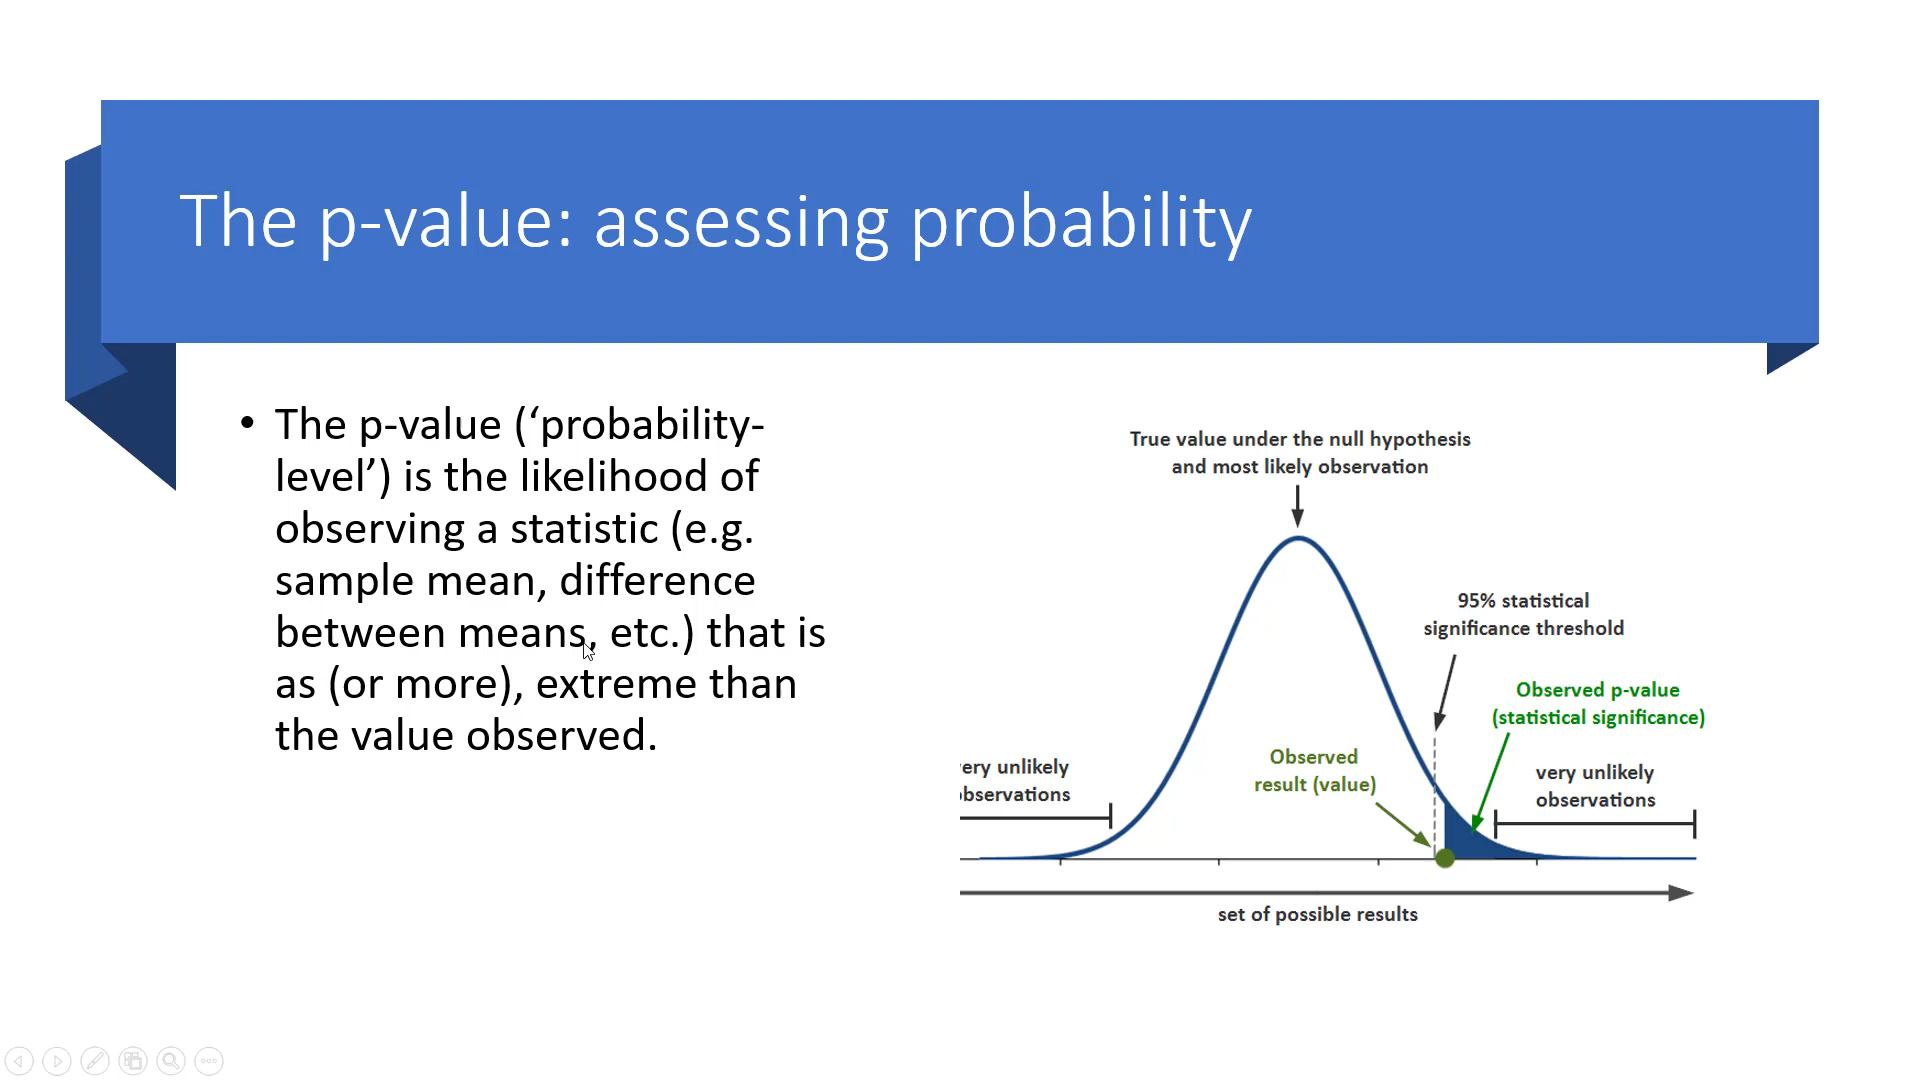 The p-value: assessing probability
• The p-value (‘probability-
level’) is the likelihood of
observing a statistic (e.g.
sample mean, difference
between means, etc.) that is
as (or more), extreme than
the value observed.
True value under the null hypothesis
and most likely observation
95% statistical
significance threshold
Observed p-value
(statistical significance)
Observed
result (value)
ery unlikely
bservations
very unlikely
observations
set of possible results